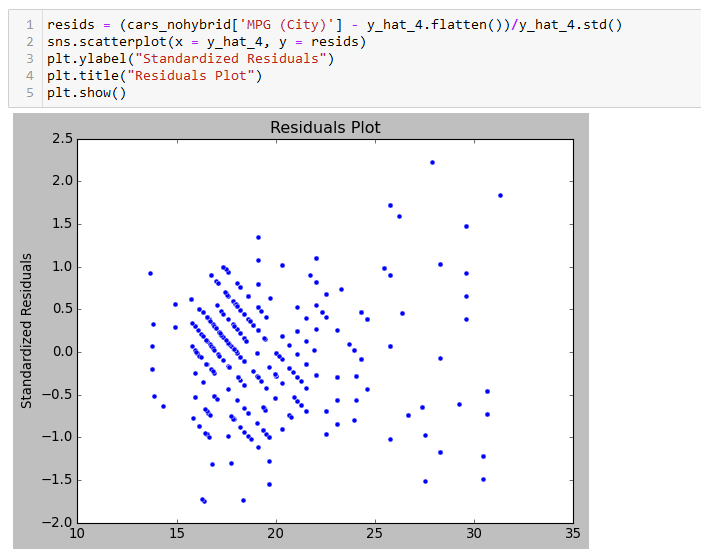 1 resids = (cars_nohybrid['MPG (City)'] - y_hat_4.flatten())/y_hat_4.std()
2 sns.scatterplot(x = y_hat_4, y = resids)
3 plt.ylabel("Standardized Residuals")
4 plt.title("Residuals Plot")
5 plt.show()
Residuals Plot
2.5
2.0
1.5
1.0
0.5
0.0
−0.5
−1.0
−1.5
−2.0
Standardized Residuals
10 15 20 25 30 35